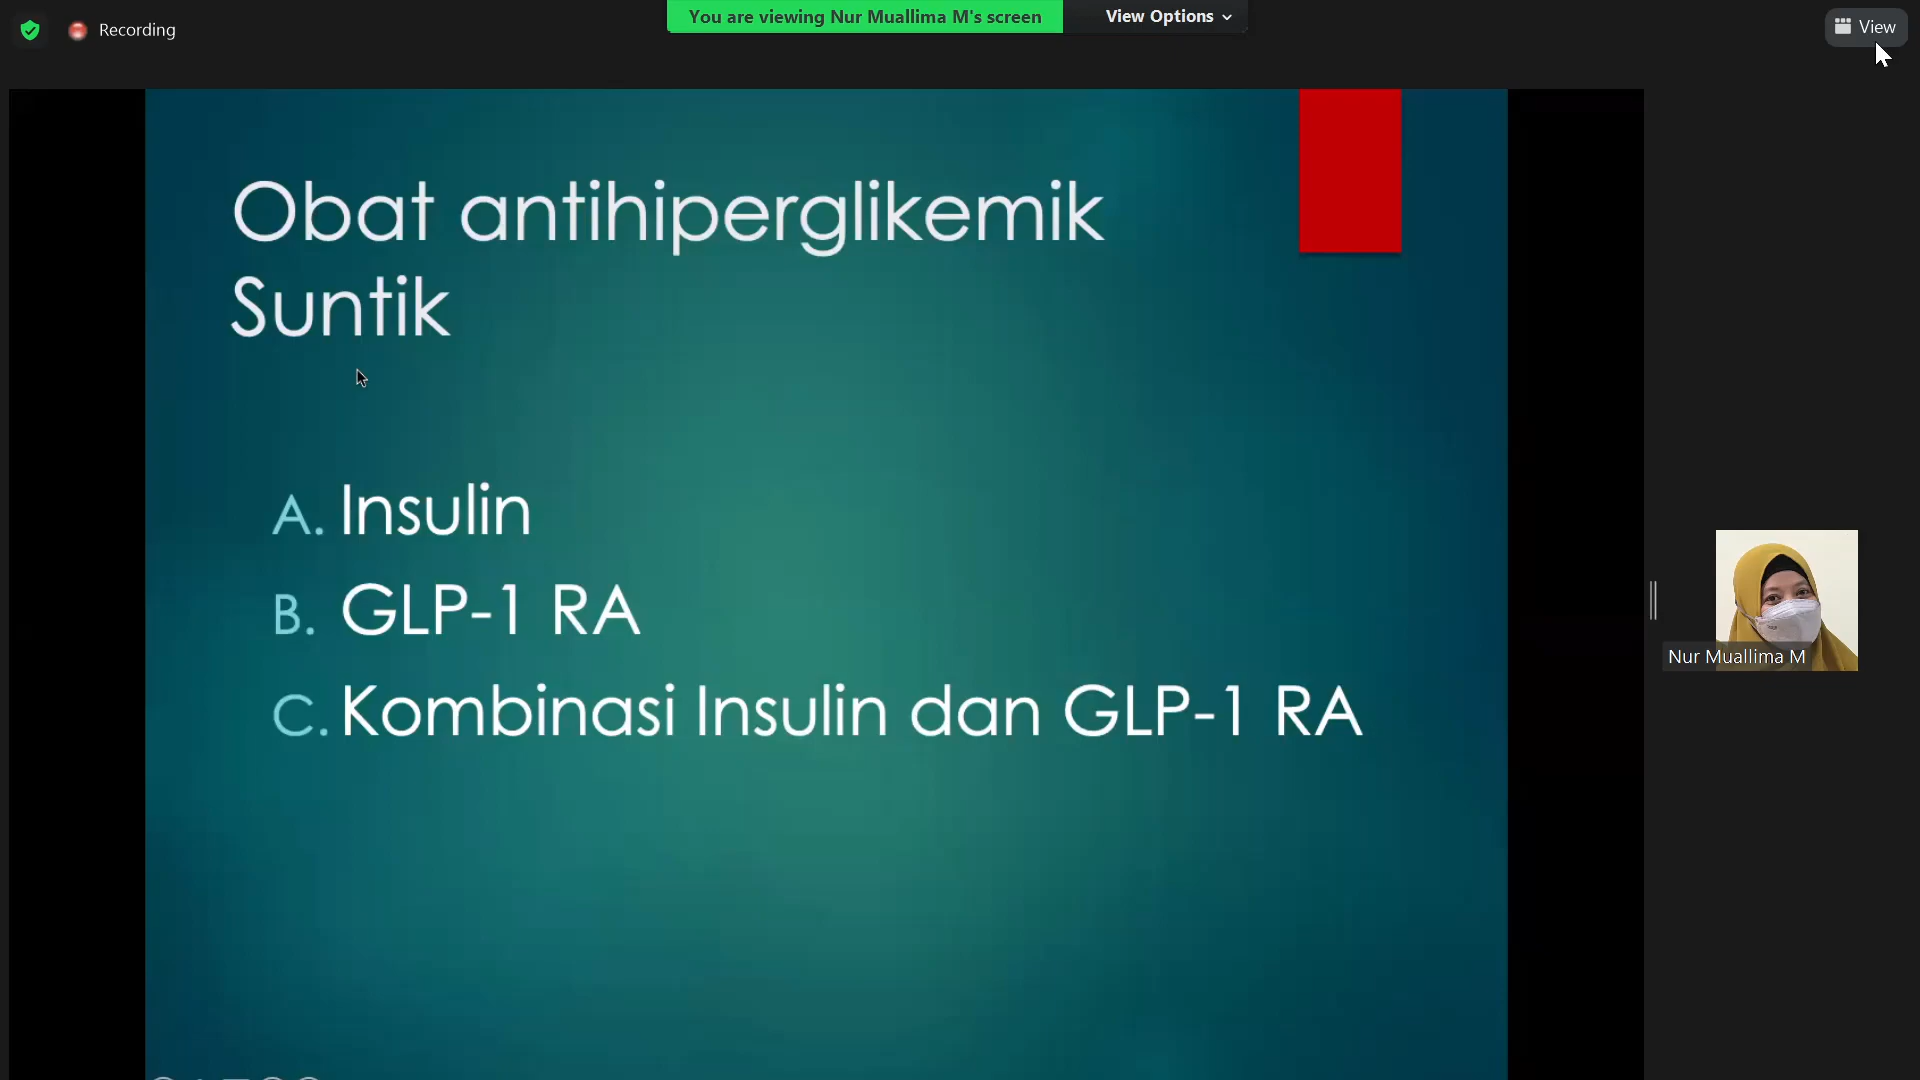 Recording
You are viewing Nur Muallima M's screen
View Options
View
Obat antihiperglikemik
Suntik
A. Insulin
B. GLP-1 RA
C. Kombinasi Insulin dan GLP-1 RA
Nur Muallima M